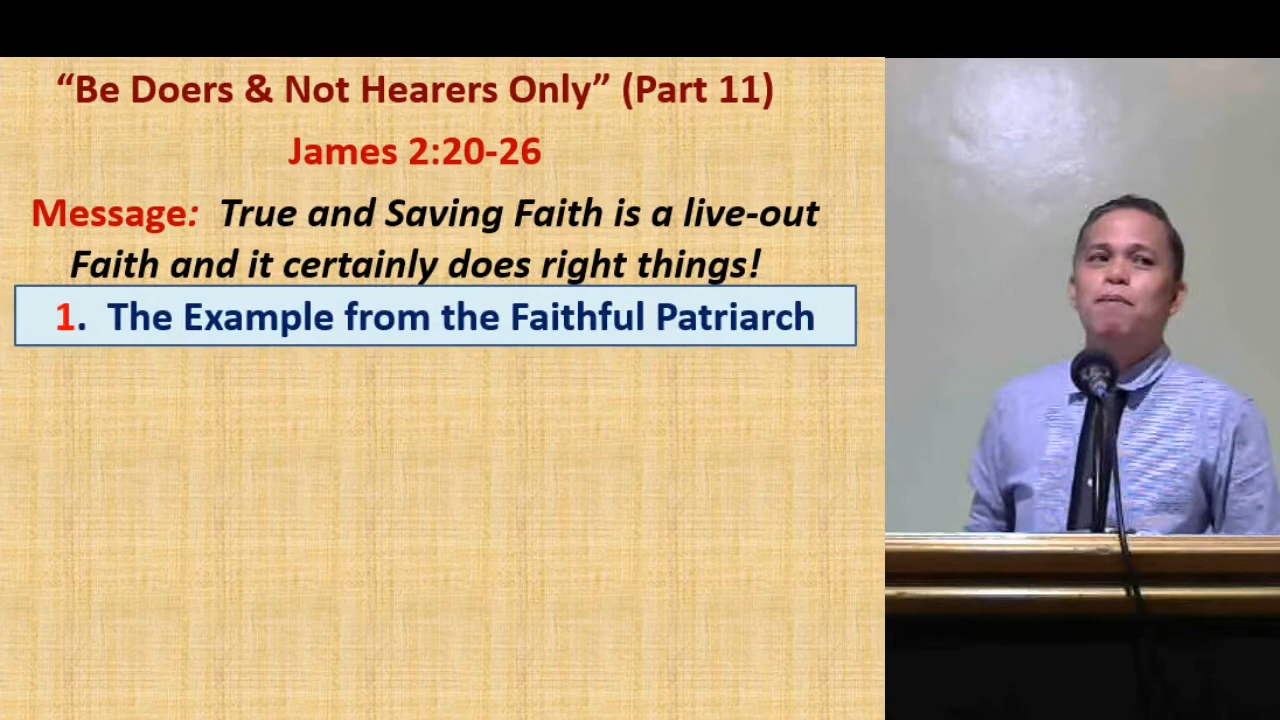 “Be Doers & Not Hearers Only” (Part 11)
James 2:20-26
Message: True and Saving Faith is a live-out
Faith and it certainly does right things!
1. The Example from the Faithful Patriarch